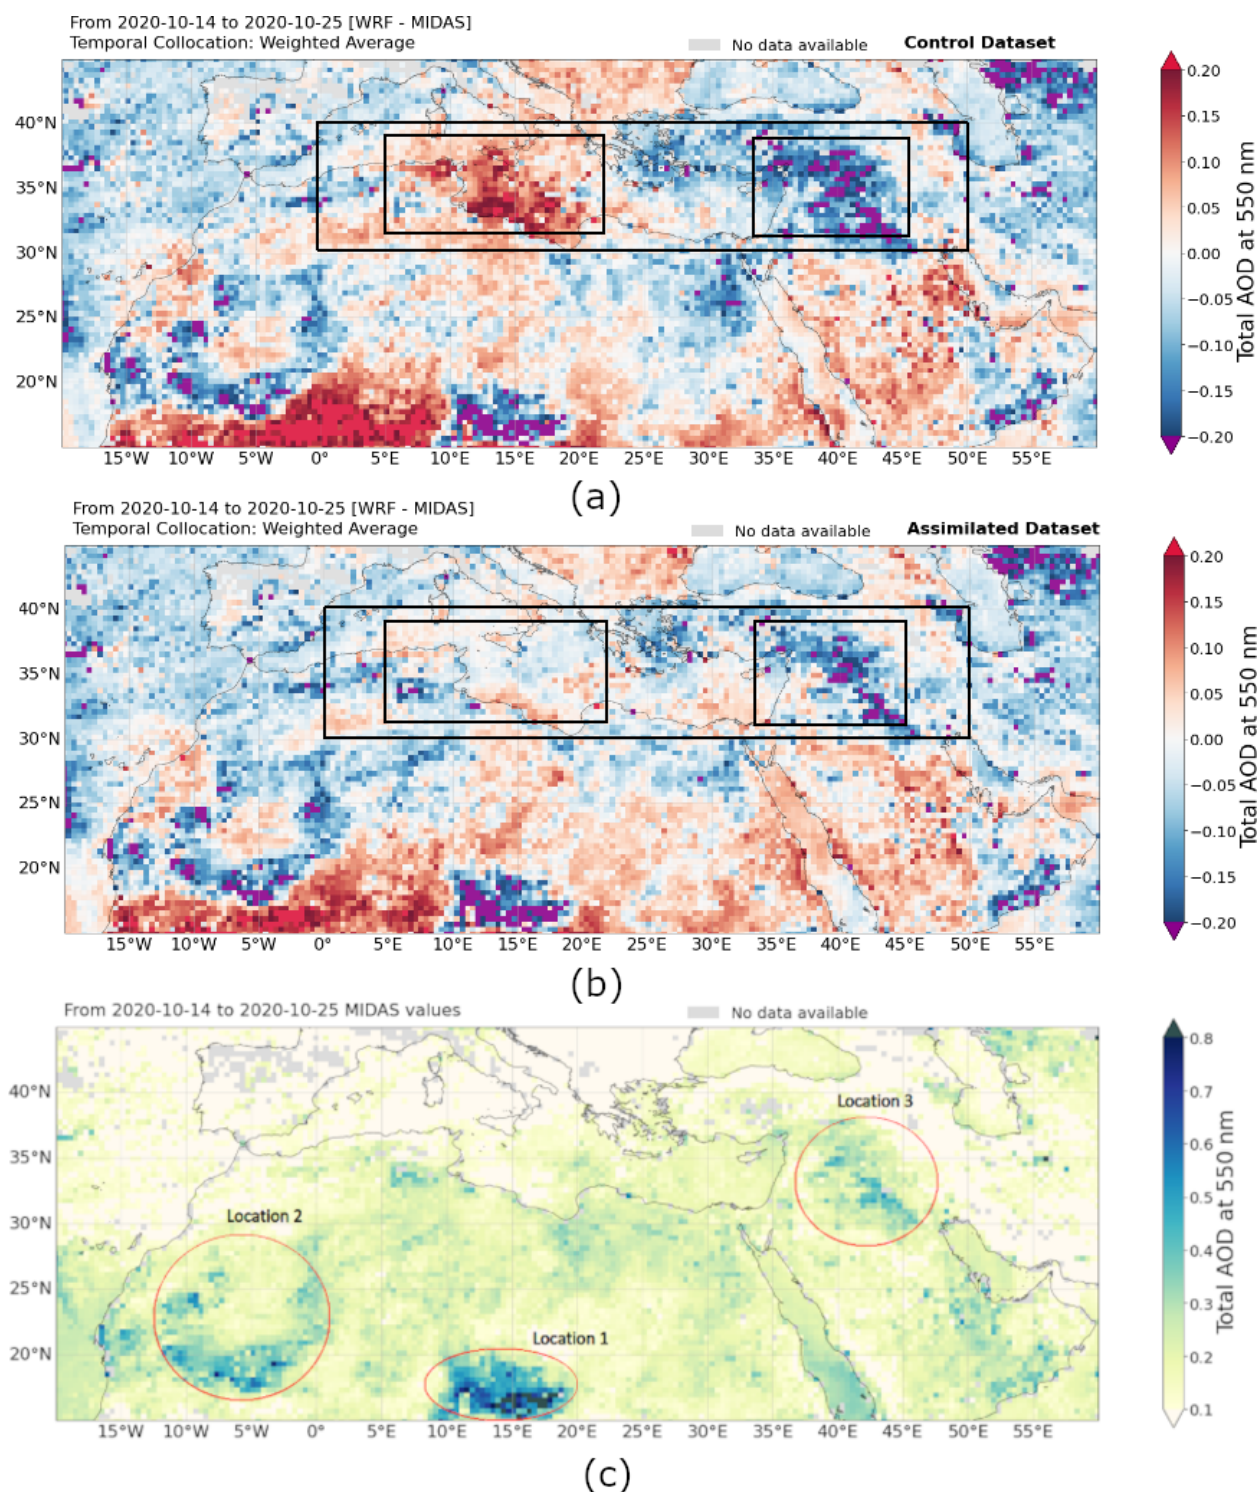 From 2020-10-14 to 2020-10-25 [WRF - MIDAS]
Temporal Collocation: Weighted Average
No data available
Control Dataset
40°N
35°N
30°N
25°N
20°N
15°W 10°W 5°W 0° 5°E 10°E 15°E 20°E 25°E 30°E 35°E 40°E 45°E 50°E 55°E
0.20
0.15
0.10
0.05
0.00
−0.05
−0.10
−0.15
−0.20
Total AOD at 550 nm
(a)
From 2020-10-14 to 2020-10-25 [WRF - MIDAS]
Temporal Collocation: Weighted Average
No data available
Assimilated Dataset
40°N
35°N
30°N
25°N
20°N
15°W 10°W 5°W 0° 5°E 10°E 15°E 20°E 25°E 30°E 35°E 40°E 45°E 50°E 55°E
0.20
0.15
0.10
0.05
0.00
−0.05
−0.10
−0.15
−0.20
Total AOD at 550 nm
(b)
From 2020-10-14 to 2020-10-25 MIDAS values
No data available
40°N
35°N
30°N
25°N
20°N
Location 3
Location 2
Location 1
15°W 10°W 5°W 0° 5°E 10°E 15°E 20°E 25°E 30°E 35°E 40°E 45°E 50°E 55°E
0.8
0.7
0.6
0.5
0.4
0.3
0.2
0.1
Total AOD at 550 nm
(c)